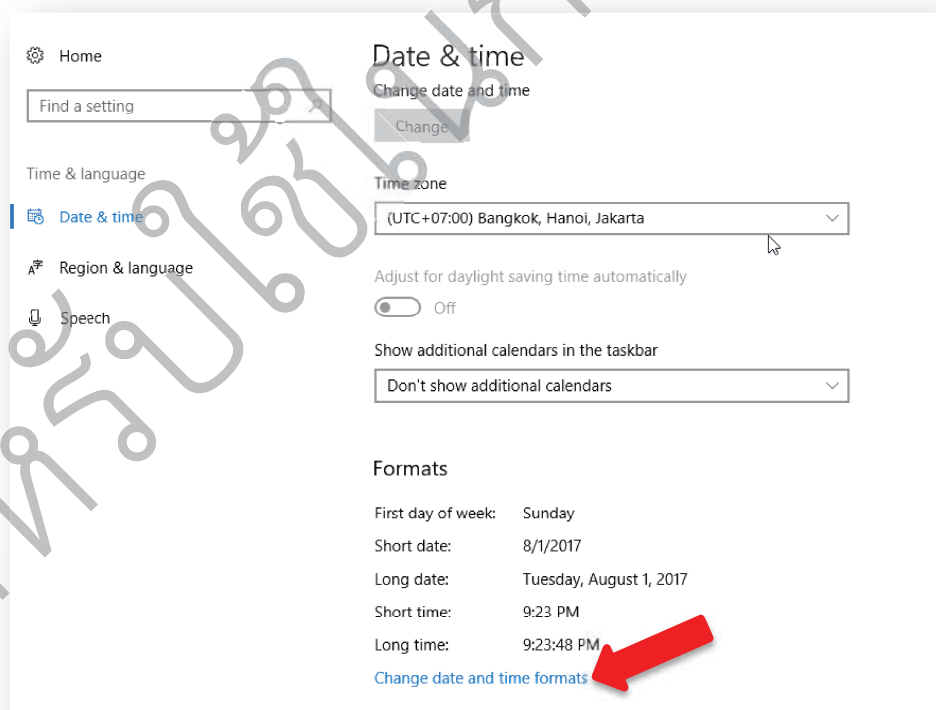 Home
Find a setting
Time & language
Date & time
Region & language
Speech
Date & time
Change date and time
Change
Time zone
(UTC+07:00) Bangkok, Hanoi, Jakarta
Adjust for daylight saving time automatically
Off
Show additional calendars in the taskbar
Don't show additional calendars
Formats
First day of week: Sunday
Short date: 8/1/2017
Long date: Tuesday, August 1, 2017
Short time: 9:23 PM
Long time: 9:23:48 PM
Change date and time formats